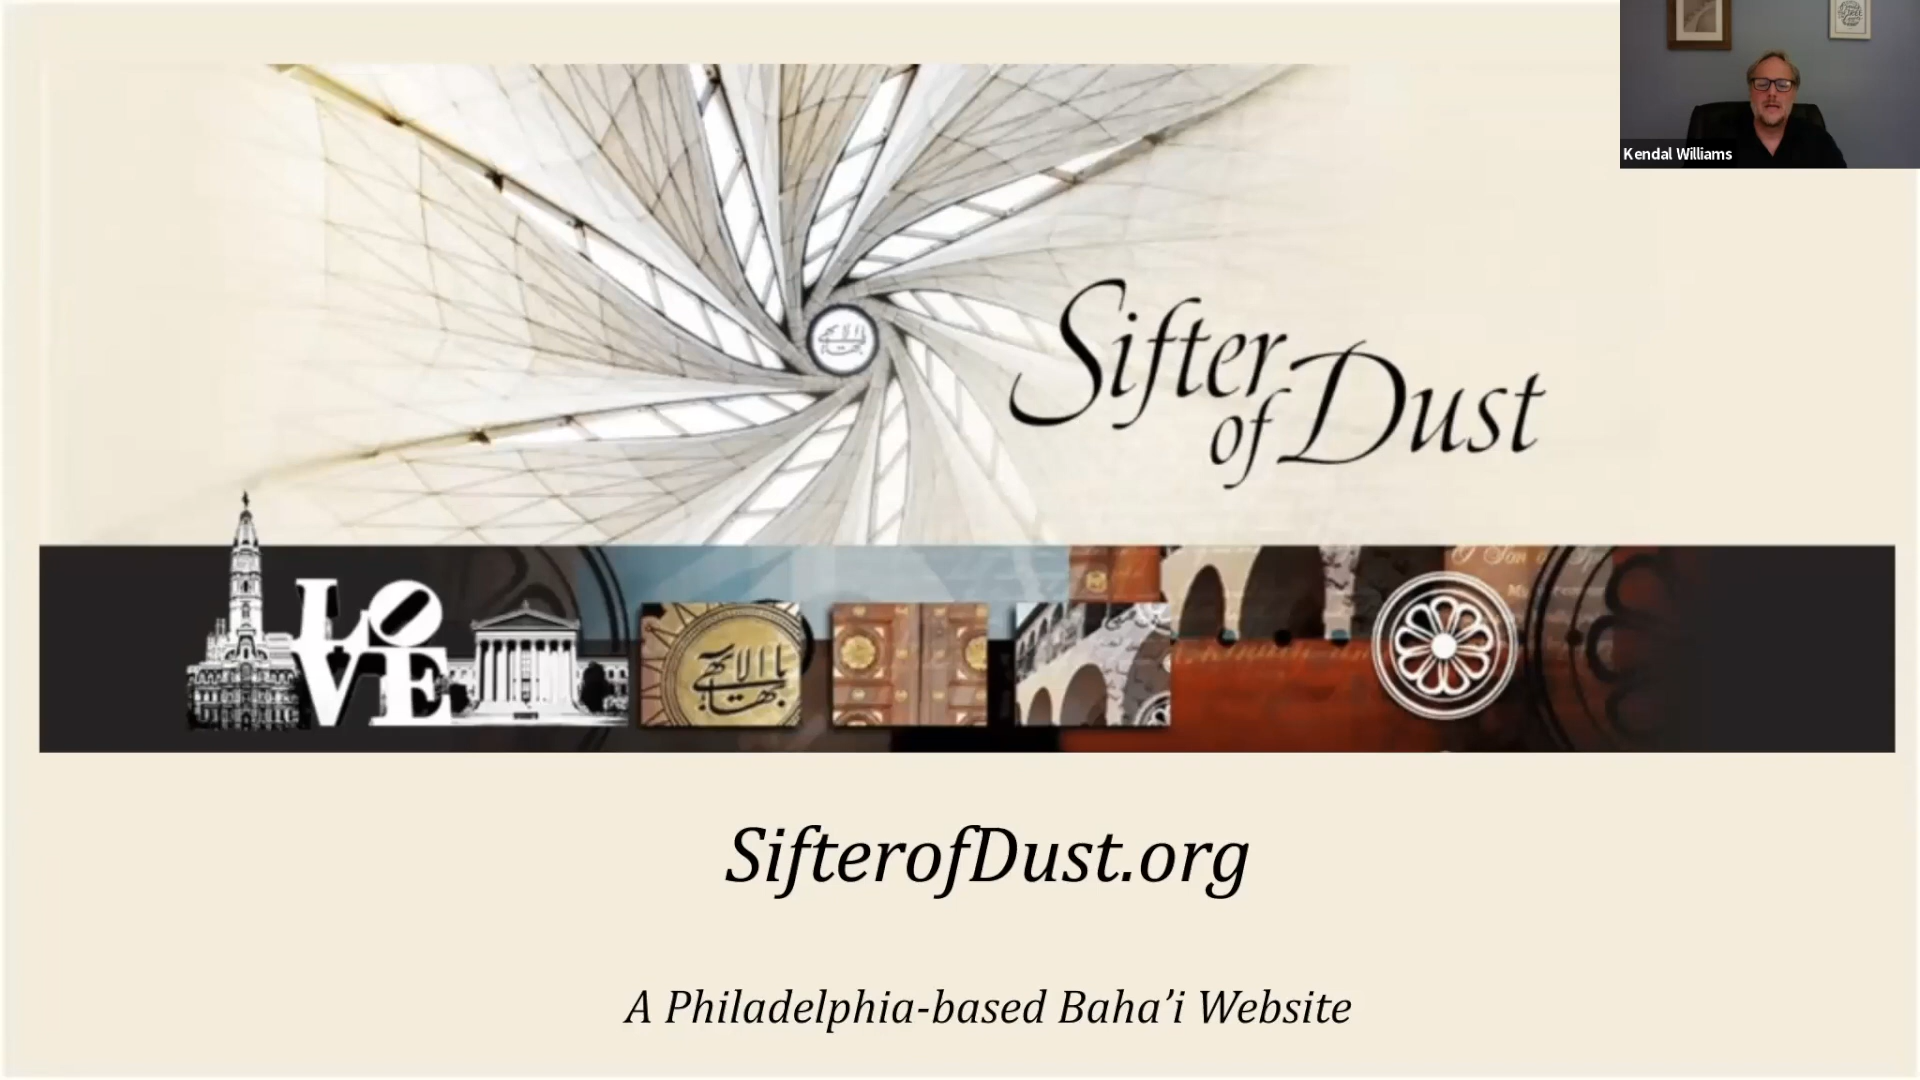 Kendal Williams
Sifter
of Dust
LOVE
SifterofDust.org
A Philadelphia-based Baha’i Website